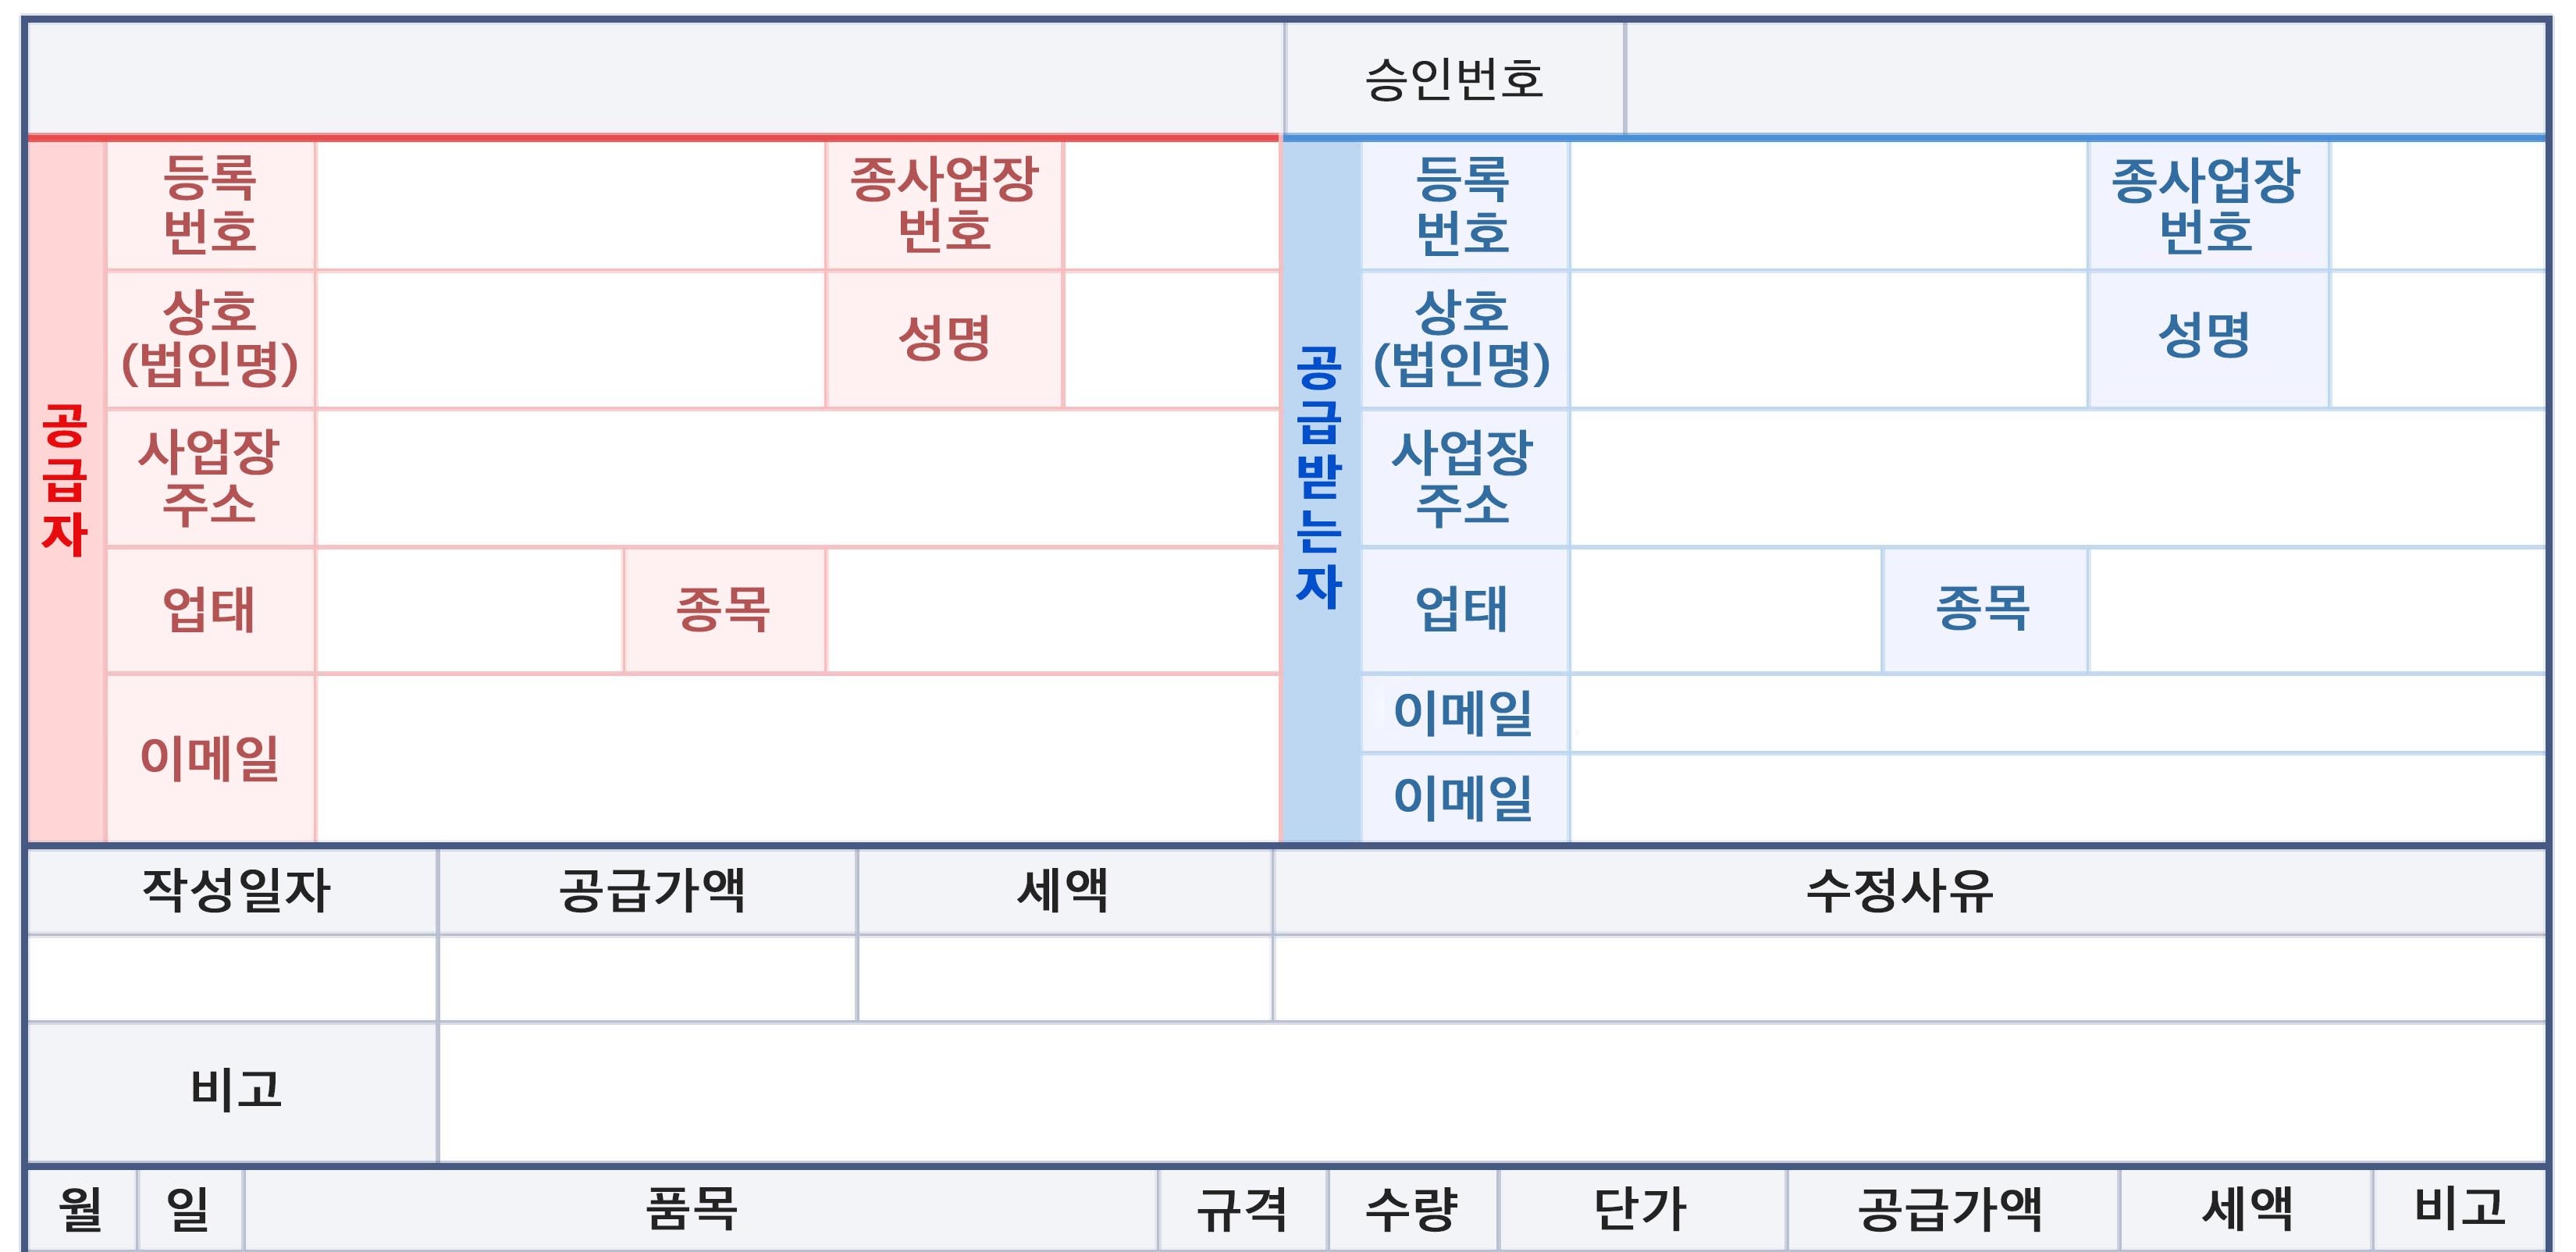 승인번호
공급자
등록
번호
종사업장
번호
상호
(법인명)
성명
사업장
주소
업태
종목
이메일
공급받는자
등록
번호
종사업장
번호
상호
(법인명)
성명
사업장
주소
업태
종목
이메일
이메일
작성일자 공급가액 세액 수정사유
비고
월 일 품목 규격 수량 단가 공급가액 세액 비고